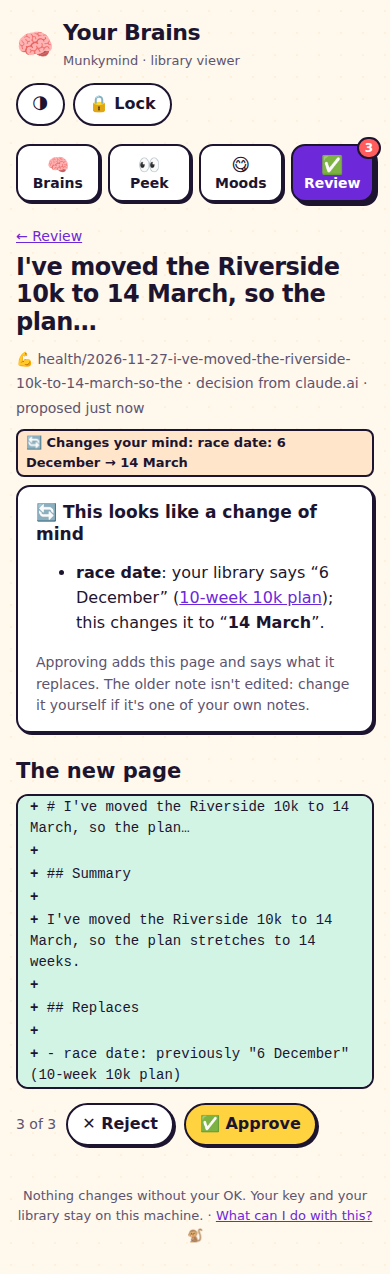 Your Brains
Munkymind · library viewer
Lock
3
Brains
Peek
Moods
Review
← Review
I've moved the Riverside
10k to 14 March, so the
plan…
health/2026-11-27-i-ve-moved-the-riverside-
10k-to-14-march-so-the · decision from claude.ai ·
proposed just now
Changes your mind: race date: 6
December → 14 March
This looks like a change of
mind
• race date: your library says “6
December” (10-week 10k plan);
this changes it to “14 March”.
Approving adds this page and says what it
replaces. The older note isn't edited: change
it yourself if it's one of your own notes.
The new page
+ # I've moved the Riverside 10k to 14
March, so the plan…
+
+ ## Summary
+
+ I've moved the Riverside 10k to 14
March, so the plan stretches to 14
weeks.
+
+ ## Replaces
+
+ - race date: previously "6 December"
(10-week 10k plan)
3 of 3
✕ Reject
Approve
Nothing changes without your OK. Your key and your
library stay on this machine. · What can I do with this?